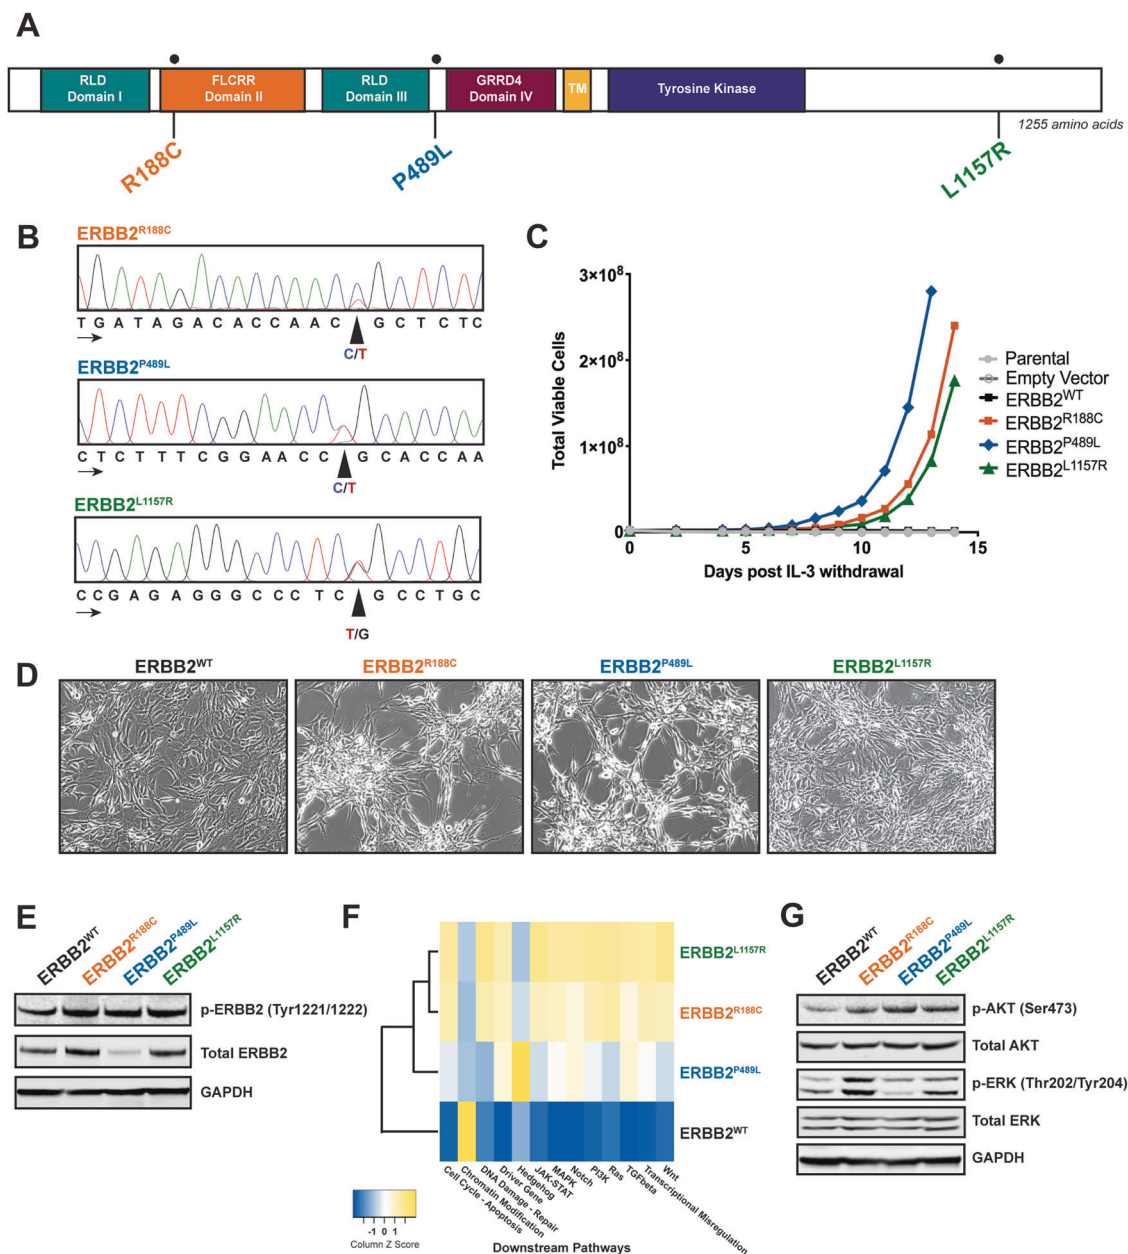 A
RLD
Domain I
FLCRR
Domain II
RLD
Domain III
GRRD4
Domain IV
TM
Tyrosine Kinase
1255 amino acids
R188C
P489L
L1157R
B
ERBB2R188C
T G A T A G A C A C C A A C G C T C T C
C/T
ERBB2P489L
C T C T T T C G G A A C C G C A C C A A
C/T
ERBB2L1157R
C C G A G A G G G C C C T C G C C T G C
T/G
C
Total Viable Cells
3×10⁸
2×10⁸
1×10⁸
0
0
5
10
15
Days post IL-3 withdrawal
Parental
Empty Vector
ERBB2WT
ERBB2R188C
ERBB2P489L
ERBB2L1157R
D
ERBB2WT
ERBB2R188C
ERBB2P489L
ERBB2L1157R
E
ERBB2WT
ERBB2R188C
ERBB2P489L
ERBB2L1157R
p-ERBB2 (Tyr1221/1222)
Total ERBB2
GAPDH
F
ERBB2L1157R
ERBB2R188C
ERBB2P489L
ERBB2WT
Cell Cycle - Apoptosis
Chromatin Modification
DNA Damage - Repair
Driver Gene
Hedgehog
JAK-STAT
MAPK
Notch
PI3K
Ras
TGFbeta
Transcriptional Misregulation
Wnt
-1 0 1
Column Z Score
Downstream Pathways
G
ERBB2WT
ERBB2R188C
ERBB2P489L
ERBB2L1157R
p-AKT (Ser473)
Total AKT
p-ERK (Thr202/Tyr204)
Total ERK
GAPDH